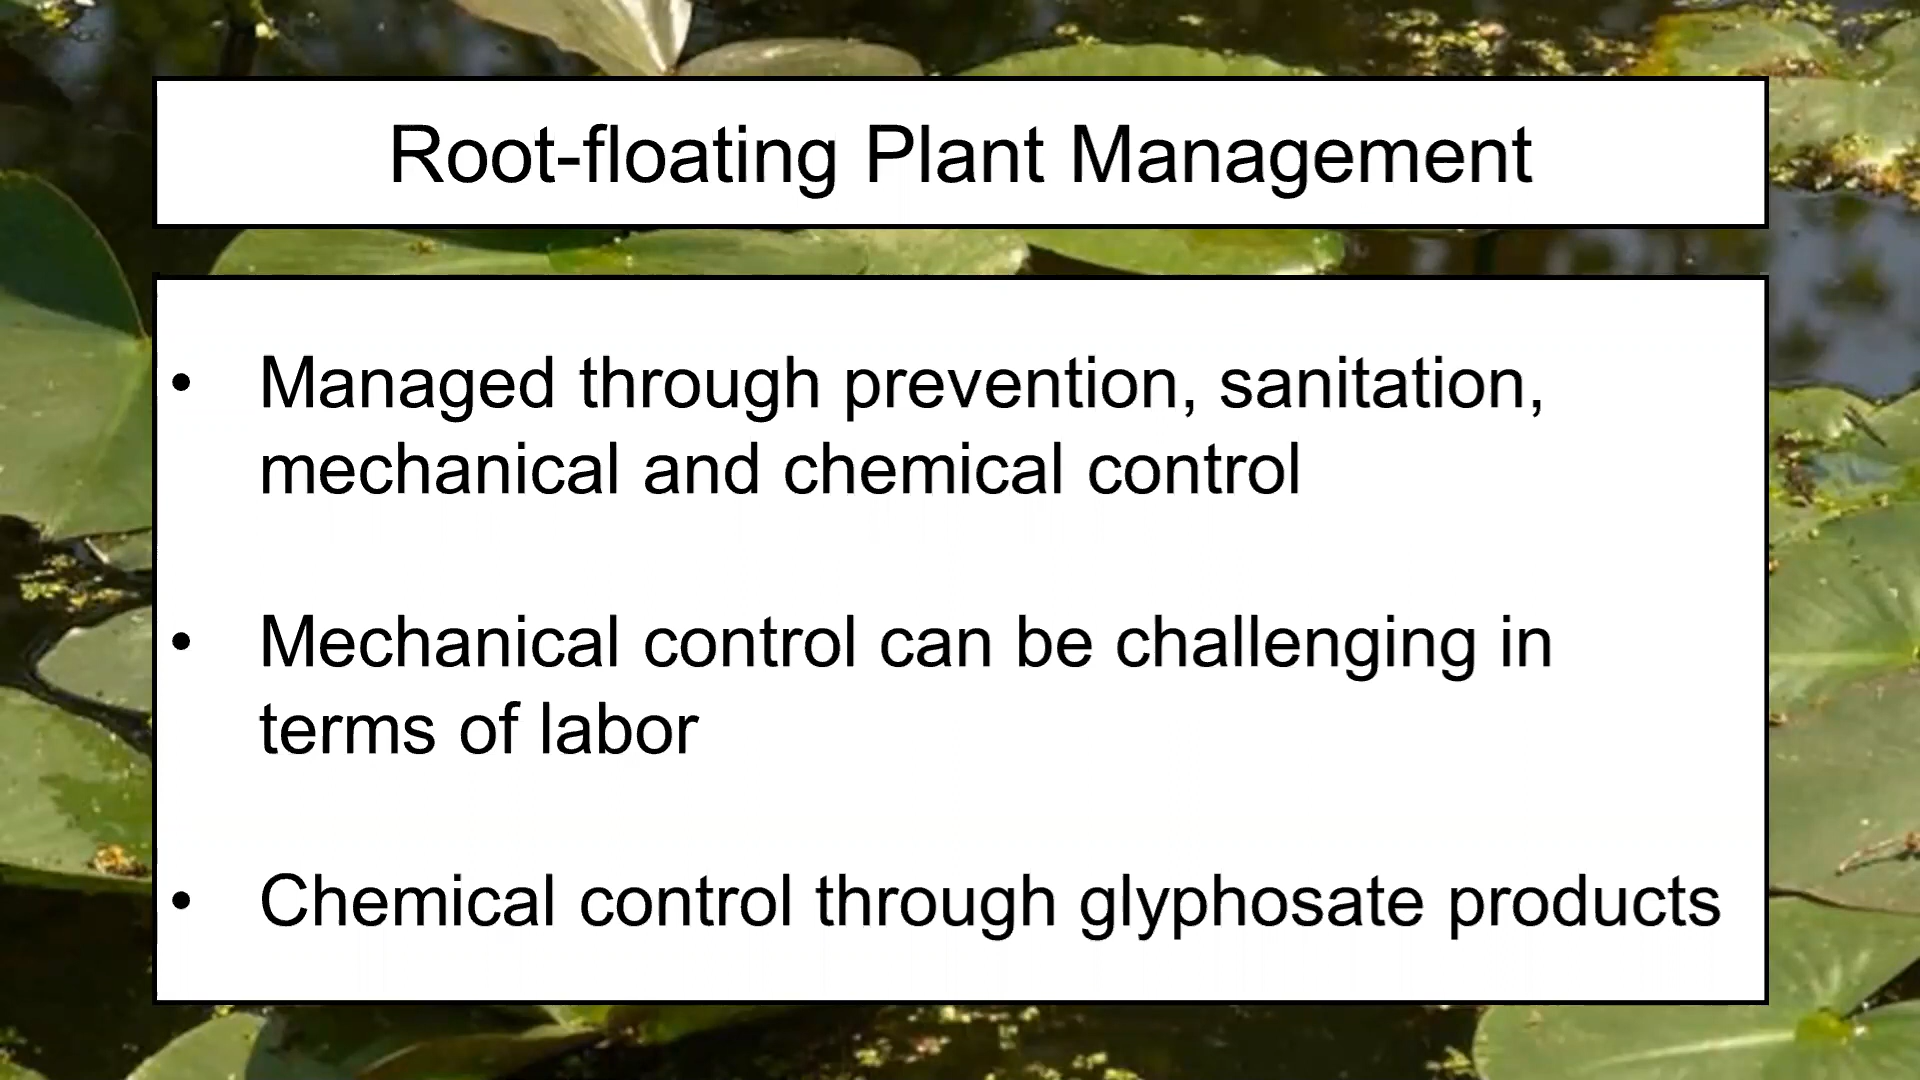 Root-floating Plant Management
• Managed through prevention, sanitation,
mechanical and chemical control
• Mechanical control can be challenging in
terms of labor
• Chemical control through glyphosate products